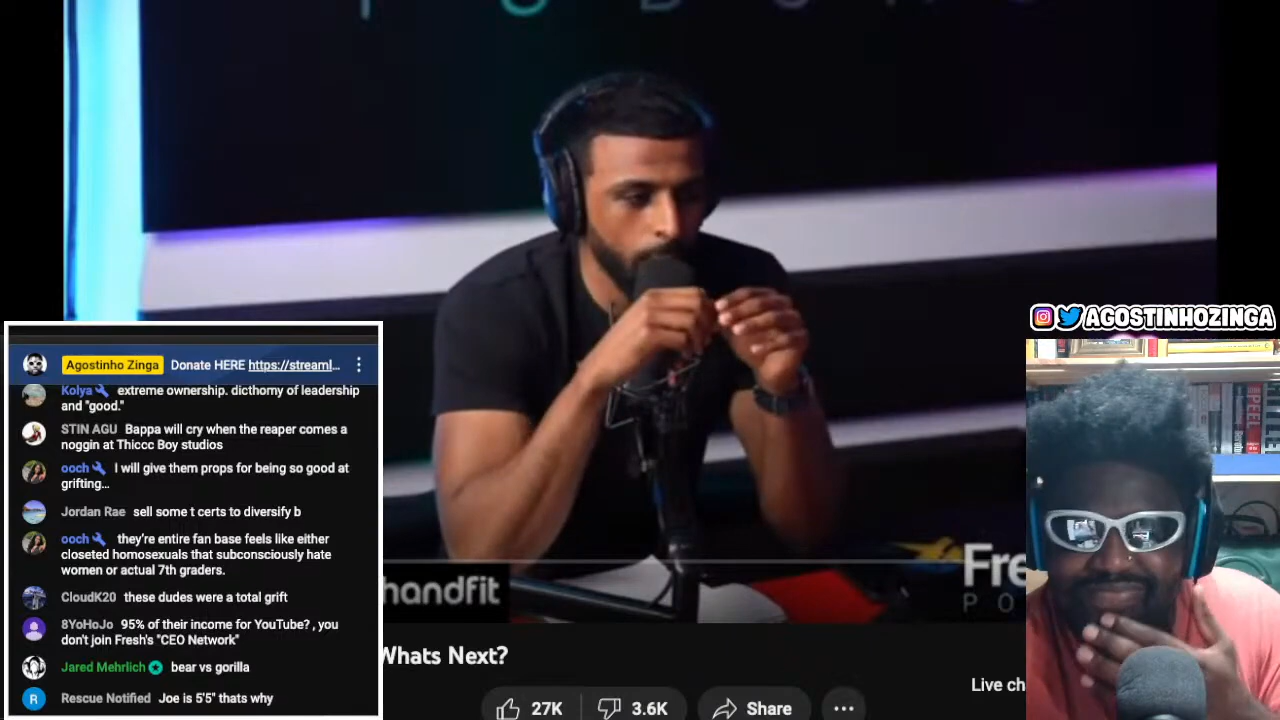 AGOSTINHOZINGA
Agostinho Zinga Donate HERE https://streaml...
Kolya extreme ownership. dicthomy of leadership
and "good."
STIN AGU Bappa will cry when the reaper comes a
noggin at Thiccc Boy studios
ooch I will give them props for being so good at
grifting...
Jordan Rae sell some t certs to diversify b
ooch they're entire fan base feels like either
closeted homosexuals that subconsciously hate
women or actual 7th graders.
CloudK20 these dudes were a total grift
8YoHoJo 95% of their income for YouTube? , you
don't join Fresh's "CEO Network"
Jared Mehrlich bear vs gorilla
R Rescue Notified Joe is 5'5" thats why
handfit
Fre
PO
Whats Next?
Live ch
27K 3.6K Share
PEEL